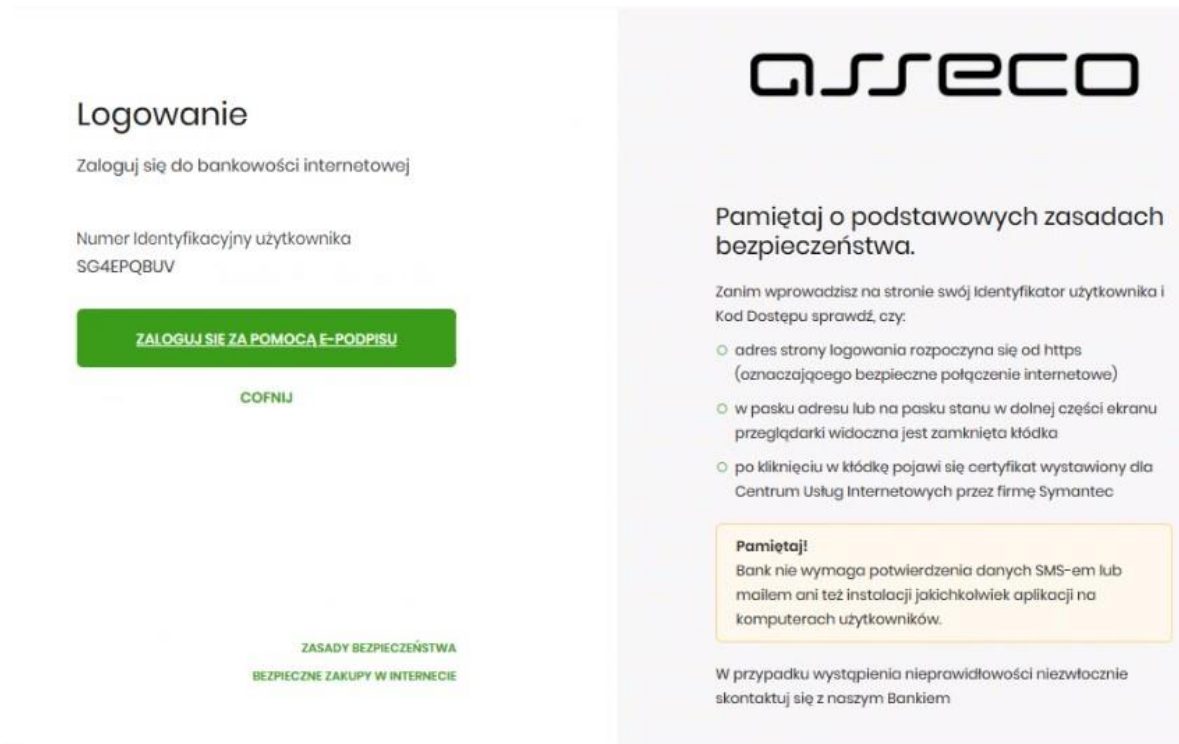 Logowanie
Zaloguj się do bankowości internetowej
Numer Identyfikacyjny użytkownika
SG4EPQBUV
ZALOGUJ SIĘ ZA POMOCĄ E-PODPISU
COFNIJ
ZASADY BEZPIECZEŃSTWA
BEZPIECZNE ZAKUPY W INTERNECIE
asseco
Pamiętaj o podstawowych zasadach
bezpieczeństwa.
Zanim wprowadzisz na stronie swój Identyfikator użytkownika i
Kod Dostępu sprawdź, czy:
adres strony logowania rozpoczyna się od https
(oznaczającego bezpieczne połączenie internetowe)
w pasku adresu lub na pasku stanu w dolnej części ekranu
przeglądarki widoczna jest zamknięta kłódka
po kliknięciu w kłódkę pojawi się certyfikat wystawiony dla
Centrum Usług Internetowych przez firmę Symantec
Pamiętaj!
Bank nie wymaga potwierdzenia danych SMS-em lub
mailem ani też instalacji jakichkolwiek aplikacji na
komputerach użytkowników.
W przypadku wystąpienia nieprawidłowości niezwłocznie
skontaktuj się z naszym Bankiem